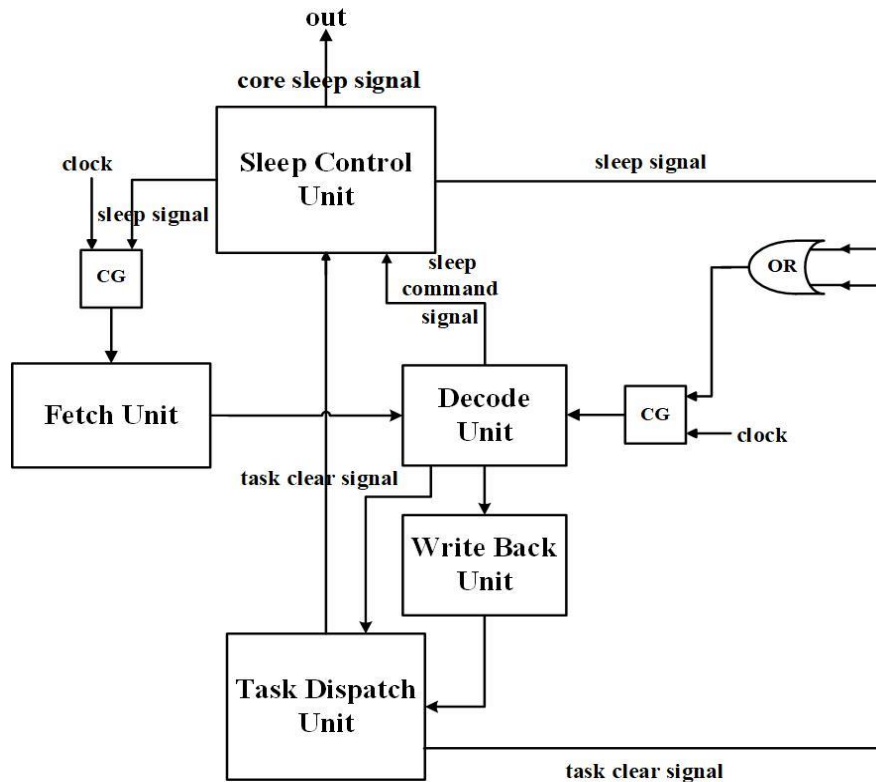 out
core sleep signal
Sleep Control
Unit
clock
sleep signal
sleep signal
CG
sleep
command
signal
OR
Fetch Unit
Decode
Unit
CG
clock
task clear signal
Write Back
Unit
Task Dispatch
Unit
task clear signal